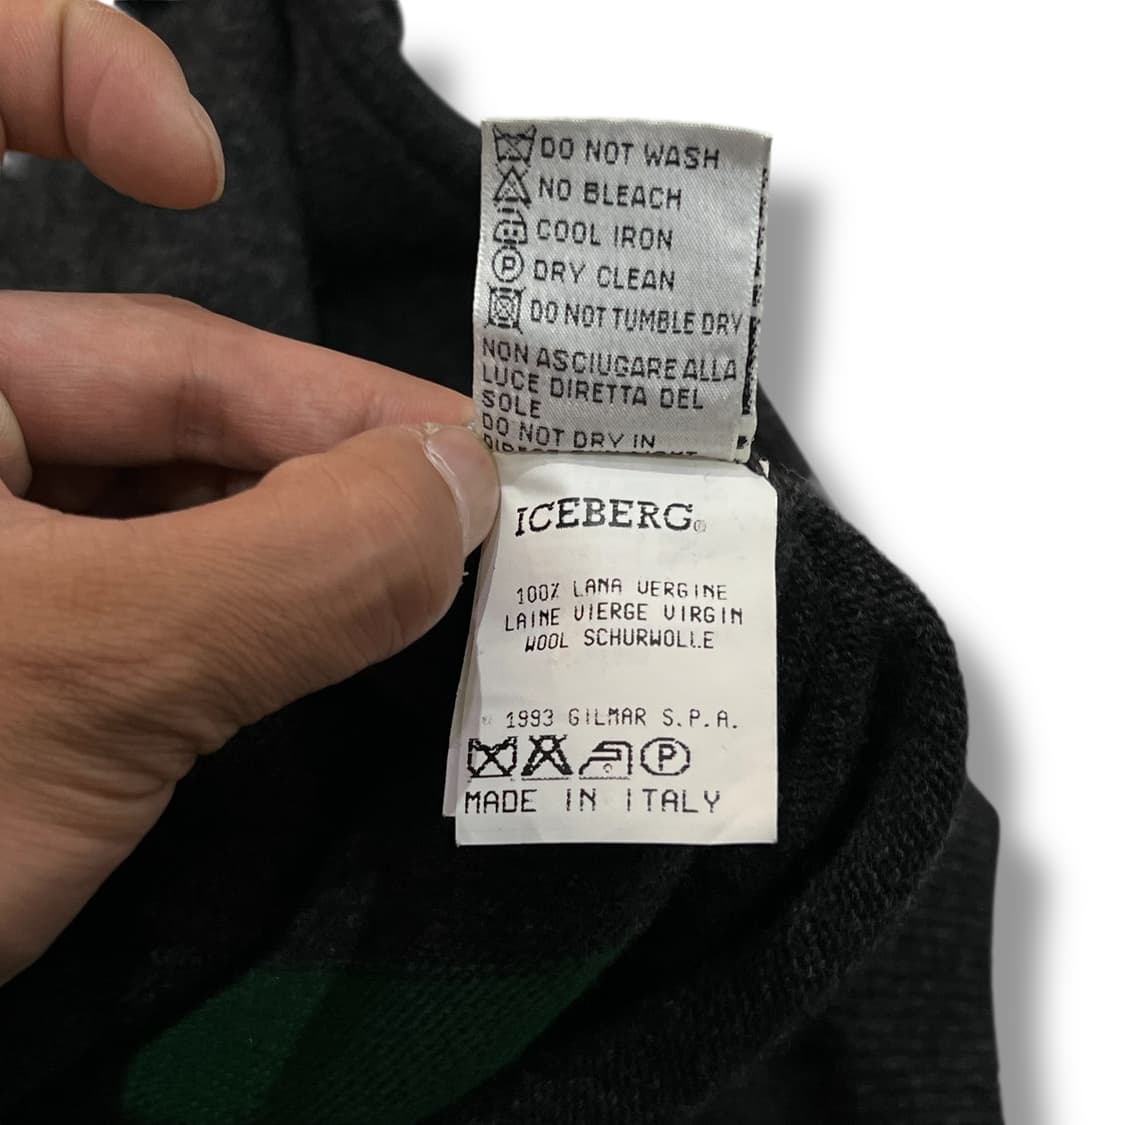 DO NOT WASH
NO BLEACH
COOL IRON
P DRY CLEAN
DO NOT TUMBLE DRY
NON ASCIUGARE ALLA
LUCE DIRETTA DEL
SOLE
DO NOT DRY IN
ICEBERG®
100% LANA VERGINE
LAINE VIERGE VIRGIN
WOOL SCHURWOLLE
© 1993 GILMAR S.P.A.
P
MADE IN ITALY